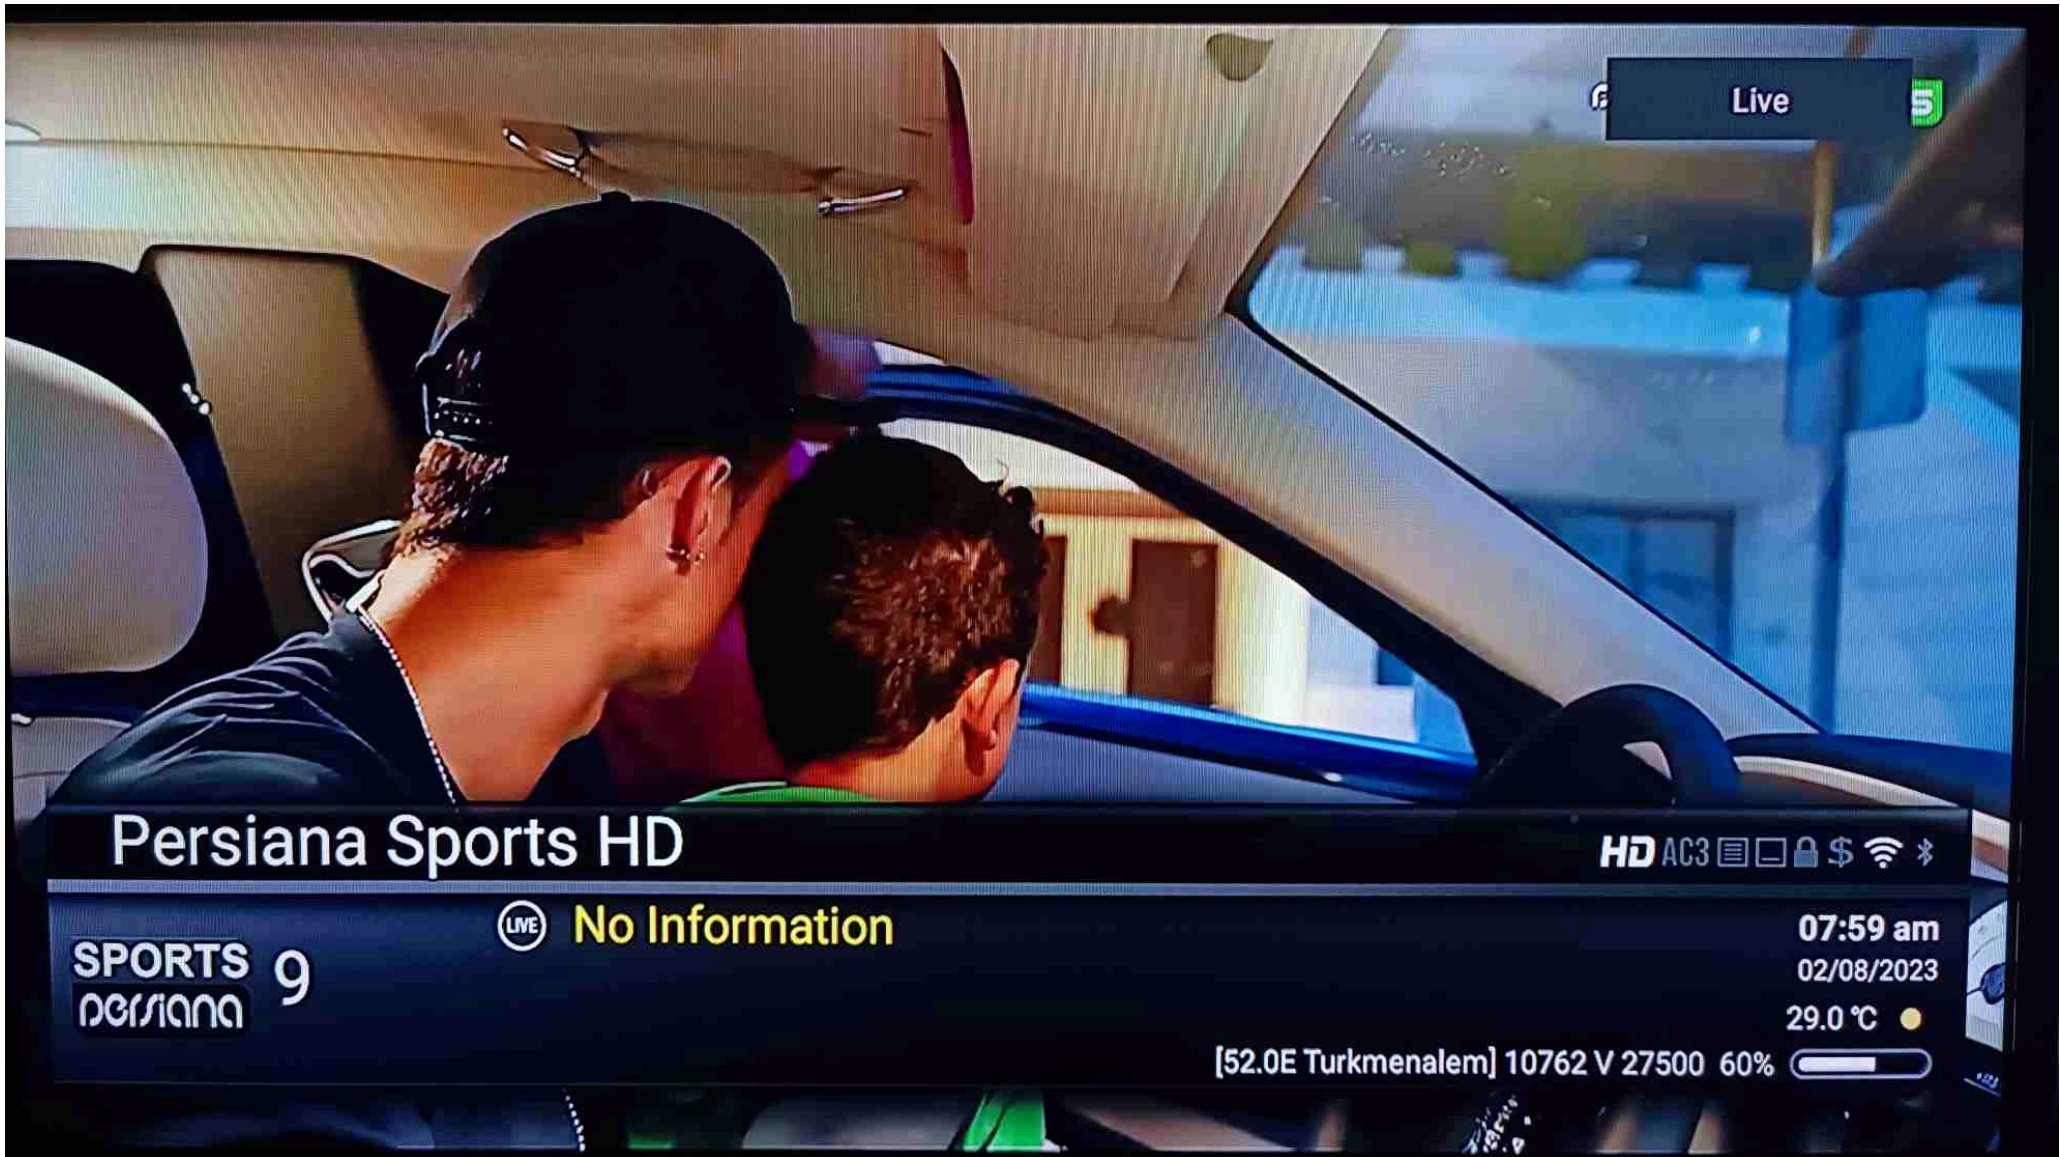 Live
S
Persiana Sports HD
HD AC3 $
LIVE No Information
SPORTS
persiana
9
07:59 am
02/08/2023
29.0 °C
[52.0E Turkmenalem] 10762 V 27500 60%